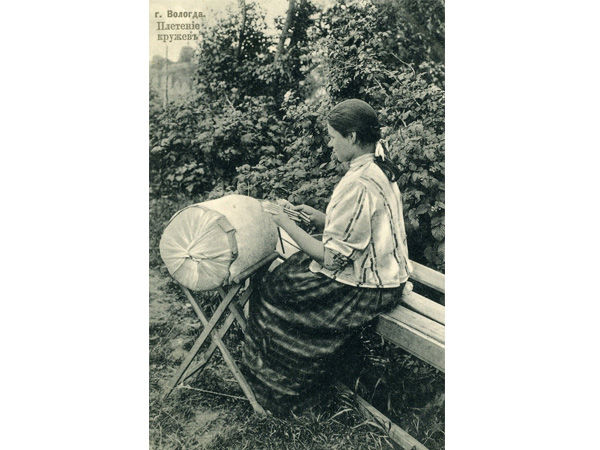 г. Вологда.
Плетенiе
кружевъ